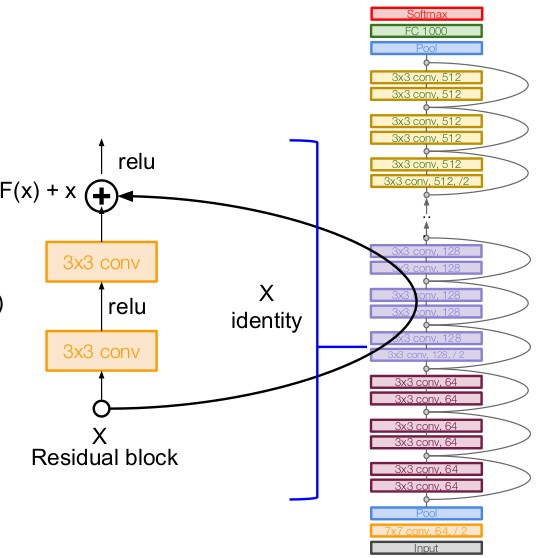 relu
F(x) + x
3x3 conv
)
relu
3x3 conv
X
Residual block
X
identity
Softmax
FC 1000
Pool
3x3 conv, 512
3x3 conv, 512
3x3 conv, 512
3x3 conv, 512
3x3 conv, 512
3x3 conv, 512, /2
..
3x3 conv, 128
3x3 conv, 128
3x3 conv, 128
3x3 conv, 128
3x3 conv, 128
3x3 conv, 128, / 2
3x3 conv, 64
3x3 conv, 64
3x3 conv, 64
3x3 conv, 64
3x3 conv, 64
3x3 conv, 64
Pool
7x7 conv, 64, / 2
Input